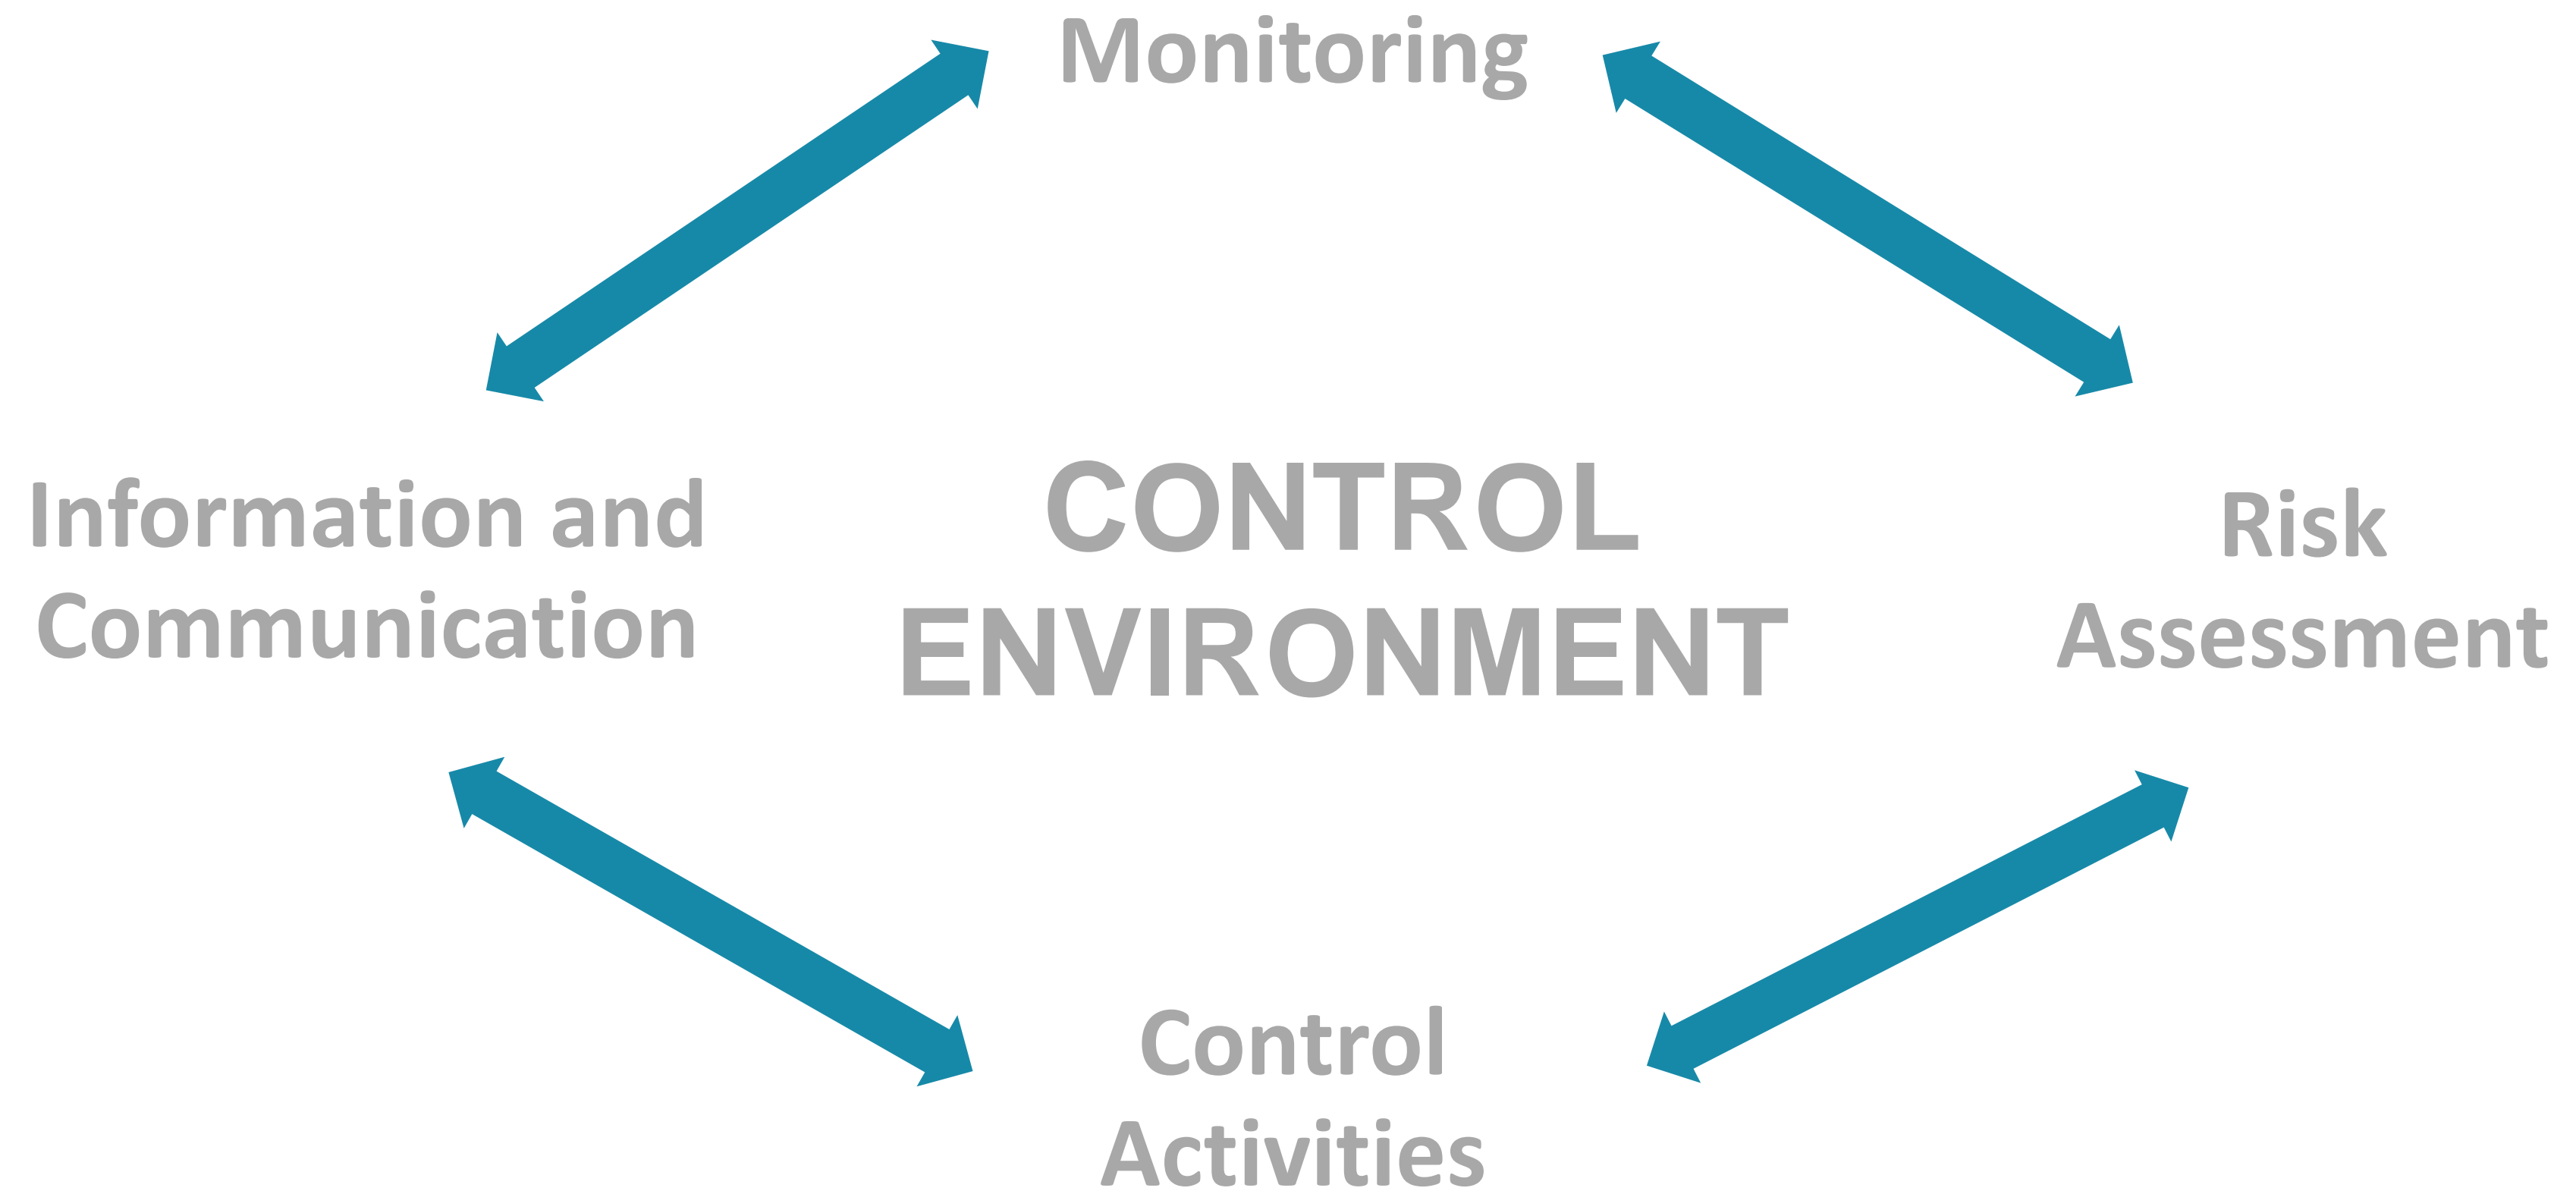 Monitoring
Information and
Communication
CONTROL
ENVIRONMENT
Risk
Assessment
Control
Activities